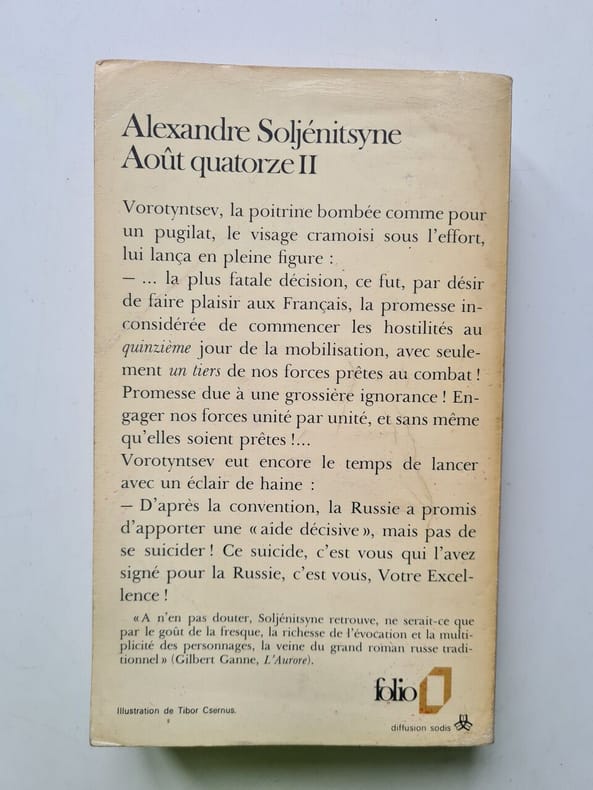 Alexandre Soljénitsyne
Août quatorze II
Vorotyntsev, la poitrine bombée comme pour
un pugilat, le visage cramoisi sous l'effort,
lui lança en pleine figure :
— ... la plus fatale décision, ce fut, par désir
de faire plaisir aux Français, la promesse in-
considérée de commencer les hostilités au
quinzième jour de la mobilisation, avec seule-
ment un tiers de nos forces prêtes au combat !
Promesse due à une grossière ignorance ! En-
gager nos forces unité par unité, et sans même
qu'elles soient prêtes !...
Vorotyntsev eut encore le temps de lancer
avec un éclair de haine :
— D'après la convention, la Russie a promis
d'apporter une « aide décisive », mais pas de
se suicider ! Ce suicide, c'est vous qui l'avez
signé pour la Russie, c'est vous, Votre Excel-
lence !
« A n'en pas douter, Soljénitsyne retrouve, ne serait-ce que
par le goût de la fresque, la richesse de l'évocation et la multi-
plicité des personnages, la veine du grand roman russe tradi-
tionnel » (Gilbert Ganne, L'Aurore).
folio
Illustration de Tibor Csernus.
diffusion sodis